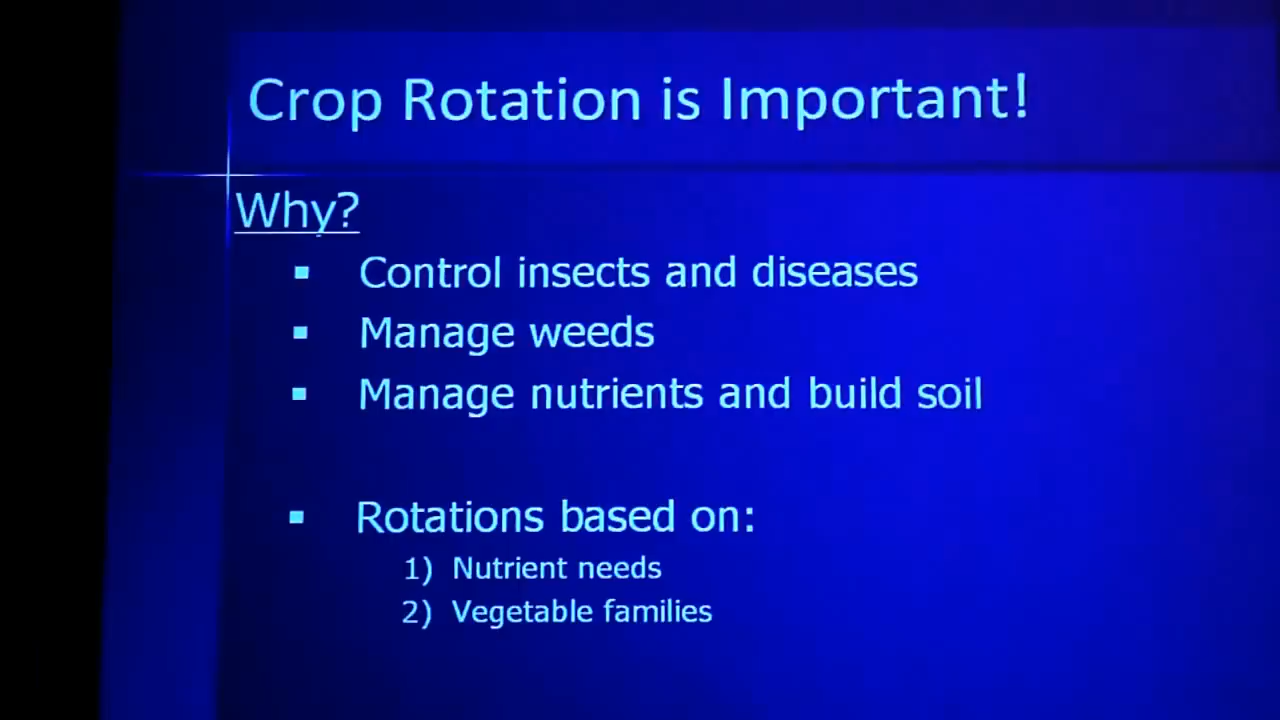 Crop Rotation is Important!
Why?
▪ Control insects and diseases
▪ Manage weeds
▪ Manage nutrients and build soil
▪ Rotations based on:
1) Nutrient needs
2) Vegetable families